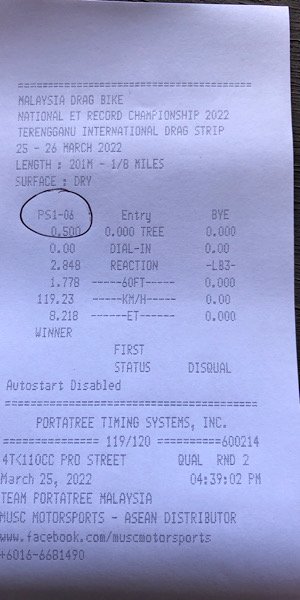 =====================================
MALAYSIA DRAG BIKE
NATIONAL ET RECORD CHAMPIONSHIP 2022
TERENGGANU INTERNATIONAL DRAG STRIP
25 - 26 MARCH 2022
LENGTH : 201M - 1/8 MILES
SURFACE : DRY
PS1-06 Entry BYE
0.500 0.000 TREE 0.000
0.00 DIAL-IN 0.00
2.848 REACTION -LB3-
1.778 -----60FT----- 0.000
119.23 ------KM/H----- 0.00
8.218 ------ET------ 0.000
WINNER
FIRST
STATUS DISQUAL
Autostart Disabled
=====================================
PORTATREE TIMING SYSTEMS, INC.
============== 119/120 ==========600214
4T<110CC PRO STREET QUAL RND 2
March 25, 2022 04:39:02 PM
TEAM PORTATREE MALAYSIA
MUSC MOTORSPORTS - ASEAN DISTRIBUTOR
www.facebook.com/muscmotorsports
+6016-6681490